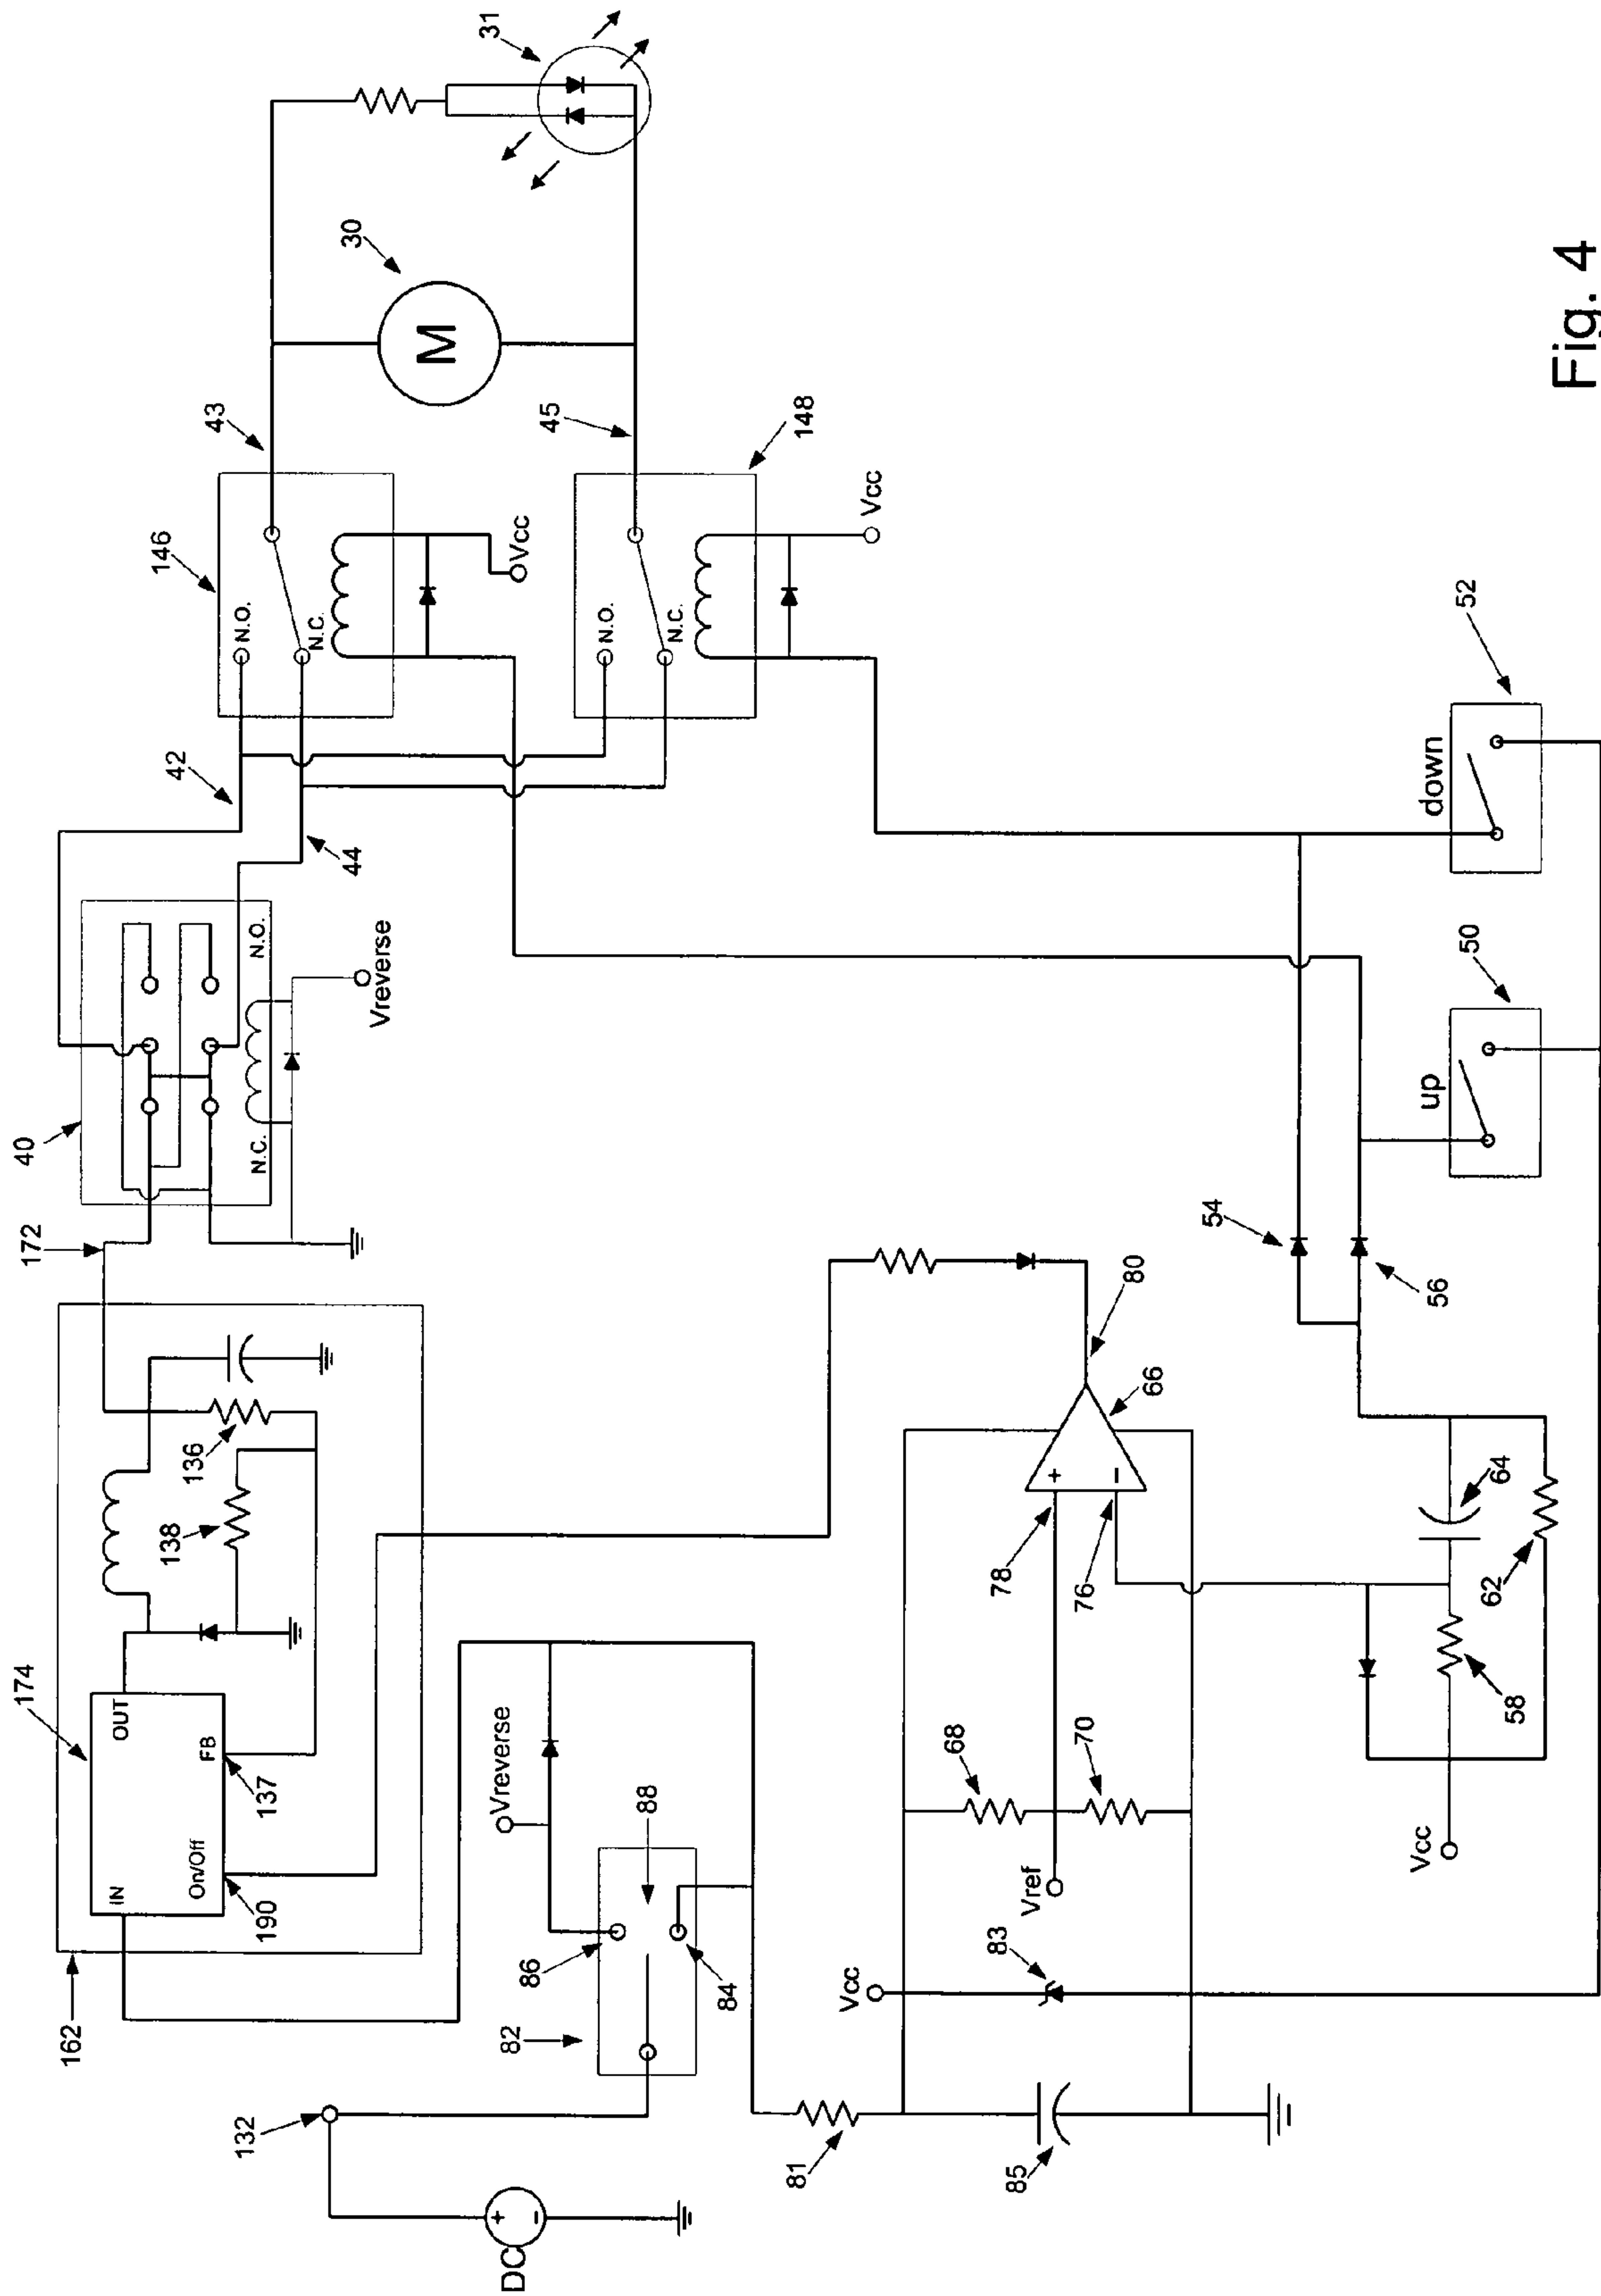 31
30
43
45
148
146
N.O.
N.C.
Vcc
N.O.
N.C.
Vcc
42
44
52
down
40
N.O.
N.C.
Vreverse
50
up
172
54
56
80
66
136
138
174
OUT
FB
137
IN
On/Off
190
162
M
78
+
76
−
64
62
58
Vcc
68
70
Vref
Vreverse
88
86
84
82
83
Vcc
132
81
85
DC
+
−
Fig. 4